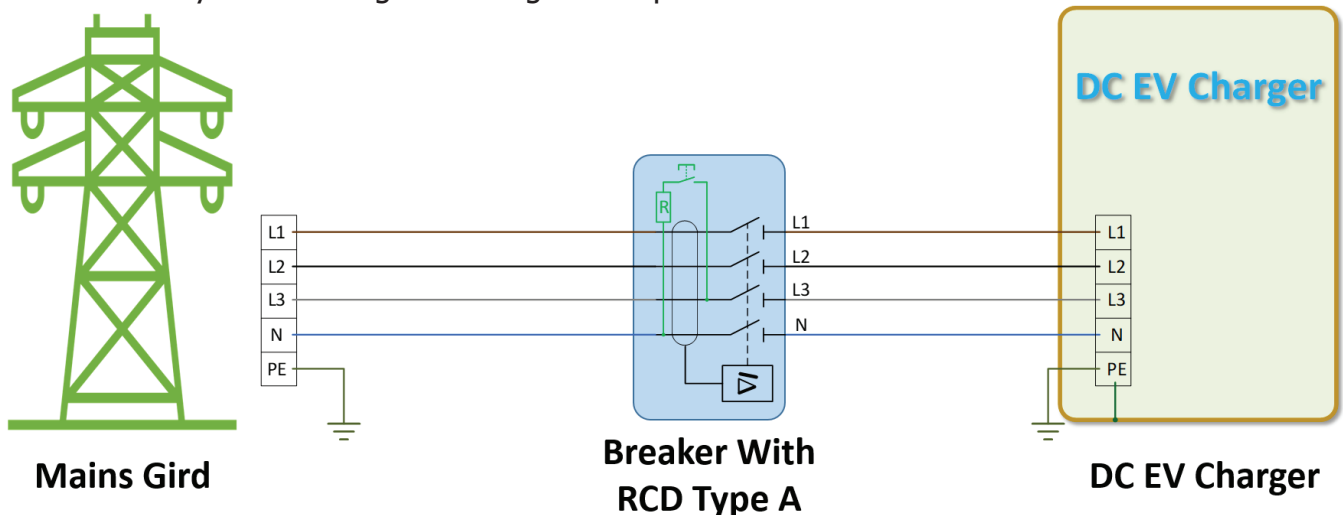 DC EV Charger
R
L1
L2
L3
N
PE
L1
L2
L3
N
L1
L2
L3
N
PE
Mains Gird
Breaker With
RCD Type A
DC EV Charger